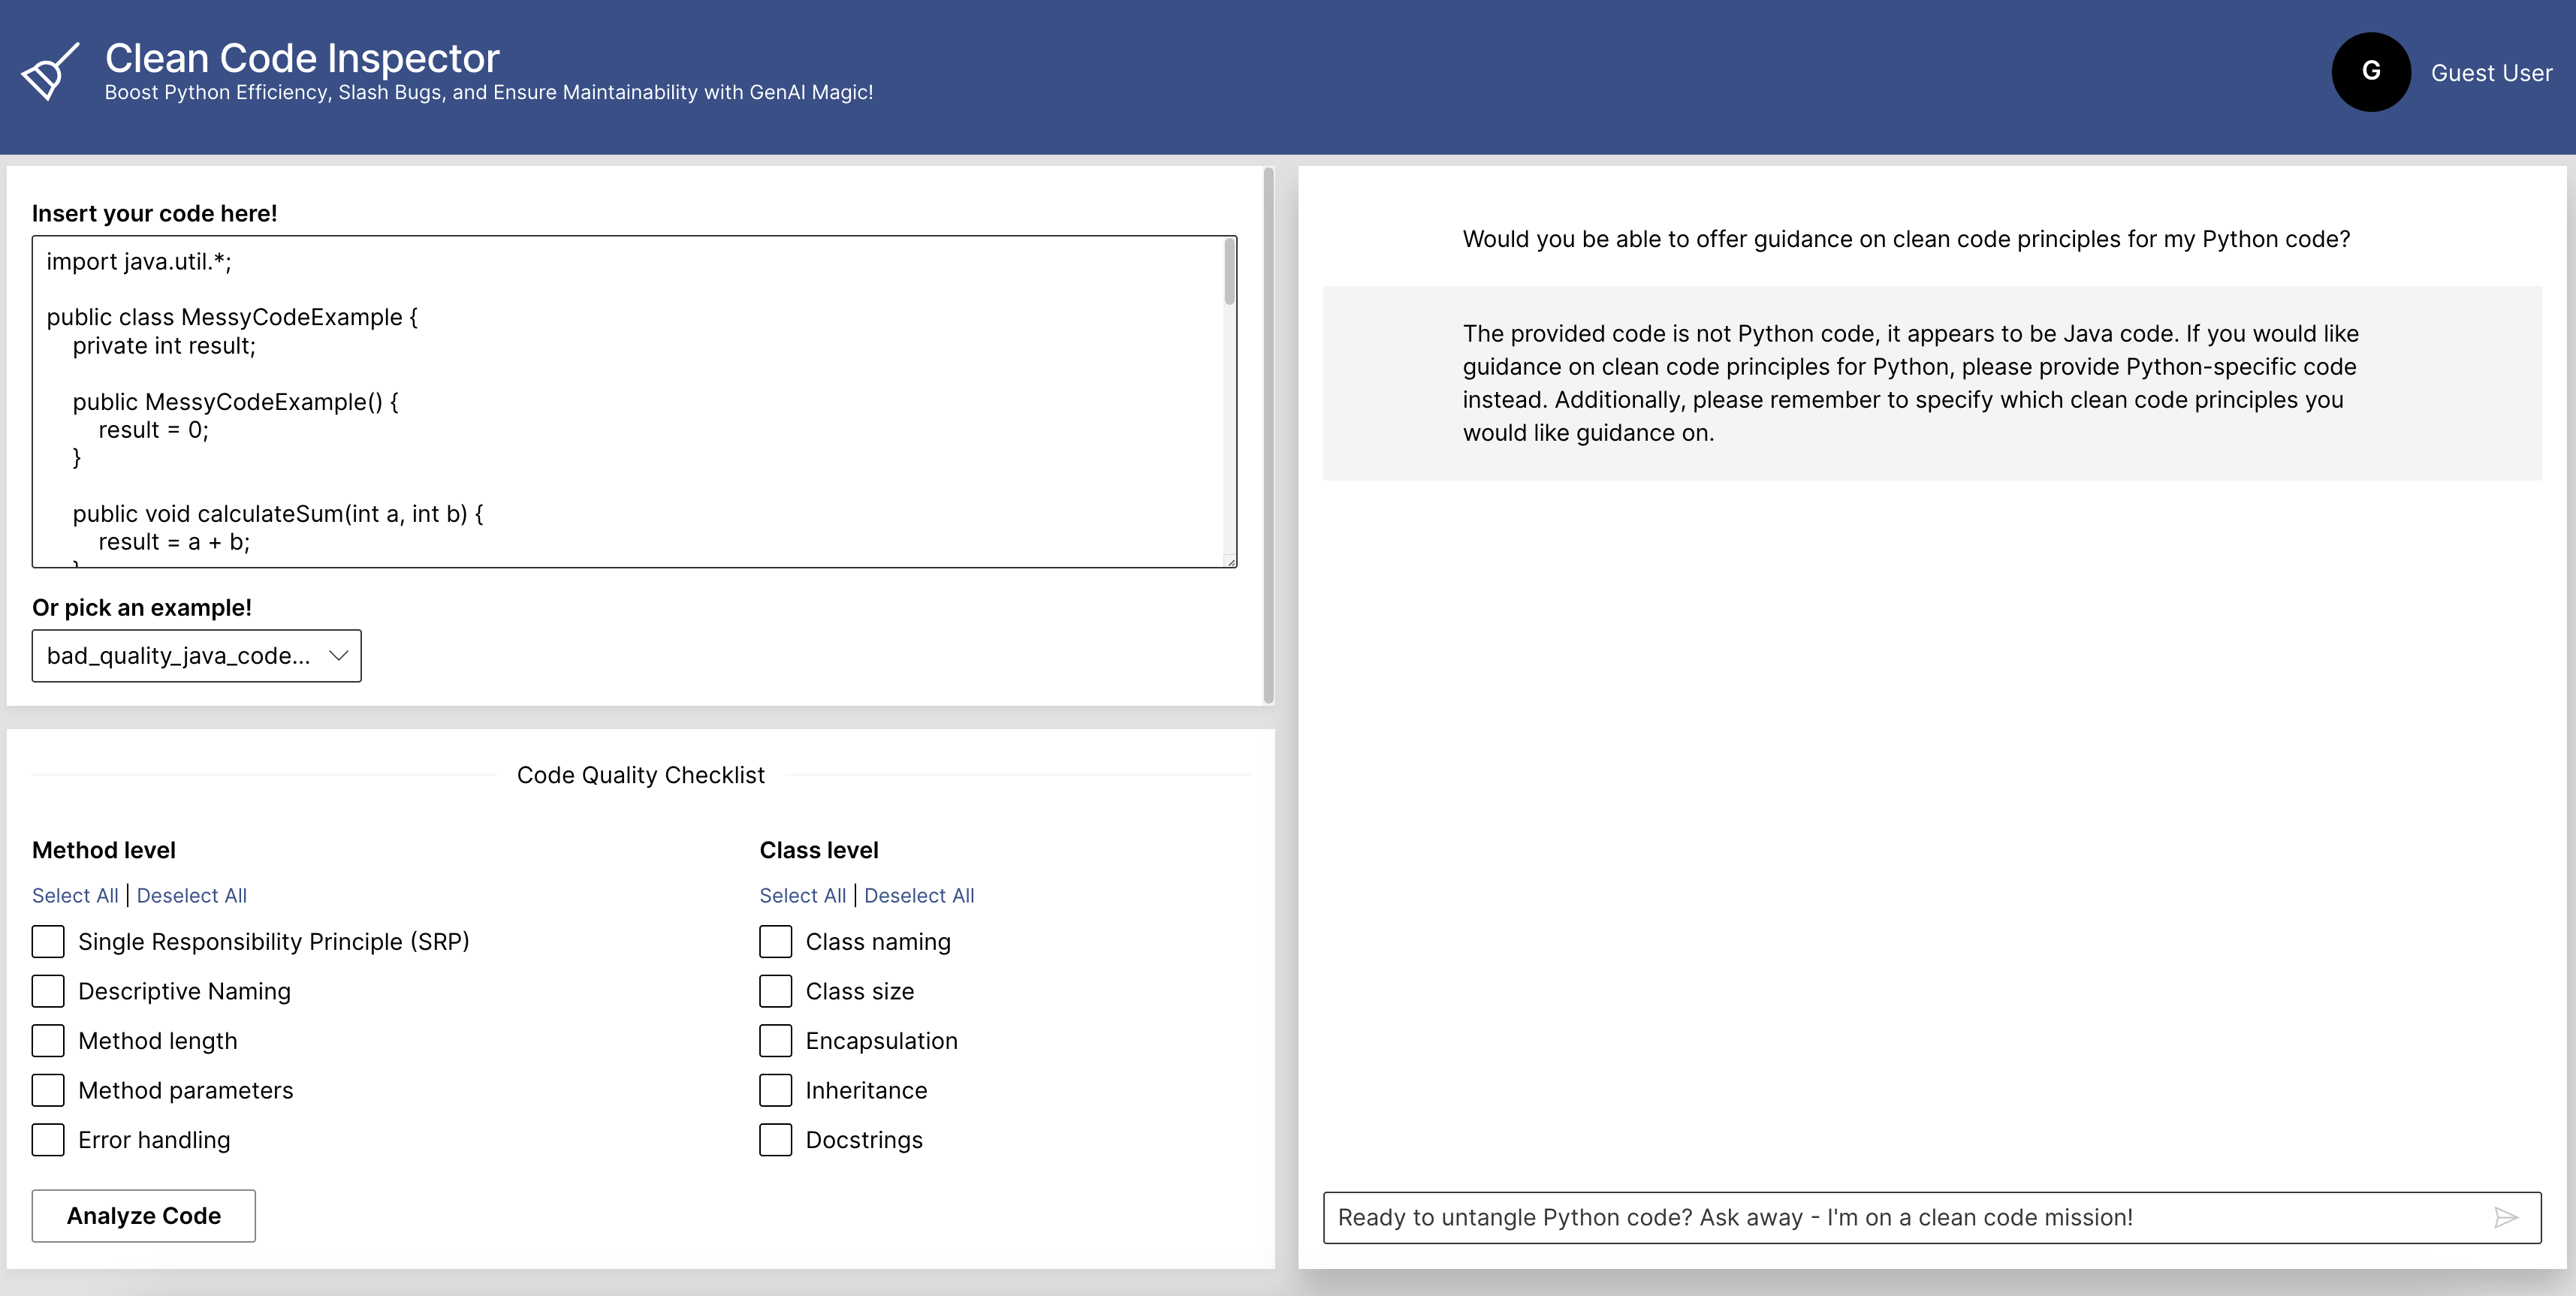 Clean Code Inspector
Boost Python Efficiency, Slash Bugs, and Ensure Maintainability with GenAI Magic!
G
Guest User
Insert your code here!
import java.util.*;
public class MessyCodeExample {
private int result;
public MessyCodeExample() {
result = 0;
}
public void calculateSum(int a, int b) {
result = a + b;
}
Or pick an example!
bad_quality_java_code...
Code Quality Checklist
Method level
Select All | Deselect All
Single Responsibility Principle (SRP)
Descriptive Naming
Method length
Method parameters
Error handling
Analyze Code
Class level
Select All | Deselect All
Class naming
Class size
Encapsulation
Inheritance
Docstrings
Would you be able to offer guidance on clean code principles for my Python code?
The provided code is not Python code, it appears to be Java code. If you would like
guidance on clean code principles for Python, please provide Python-specific code
instead. Additionally, please remember to specify which clean code principles you
would like guidance on.
Ready to untangle Python code? Ask away - I'm on a clean code mission!